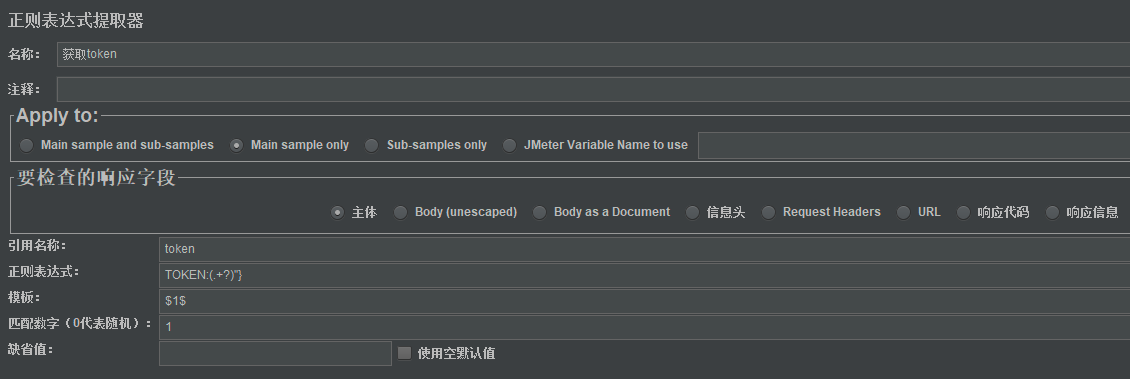 正则表达式提取器
名称： 获取token
注释：
Apply to:
Main sample and sub-samples Main sample only Sub-samples only JMeter Variable Name to use
要检查的响应字段
主体 Body (unescaped) Body as a Document 信息头 Request Headers URL 响应代码 响应信息
引用名称： token
正则表达式： TOKEN:(.+?)"}
模板： $1$
匹配数字（0代表随机）： 1
缺省值： 使用空默认值